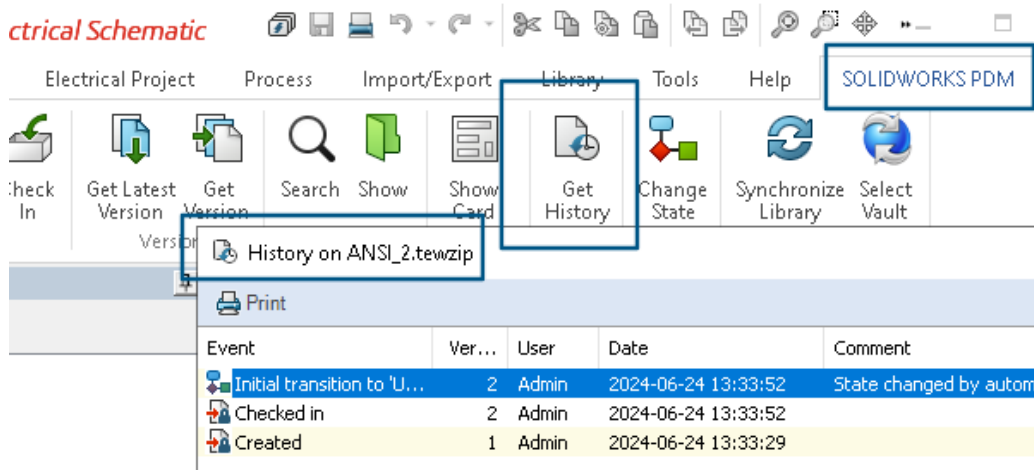 ctrical Schematic
Electrical Project Process Import/Export Library Tools Help SOLIDWORKS PDM
Check In
Get Latest Version
Get Version
Search
Show
Show Card
Get History
Change State
Synchronize Library
Select Vault
Versio
History on ANSI_2.tewzip
Print
Event Ver... User Date Comment
Initial transition to 'U... 2 Admin 2024-06-24 13:33:52 State changed by autom
Checked in 2 Admin 2024-06-24 13:33:52
Created 1 Admin 2024-06-24 13:33:29